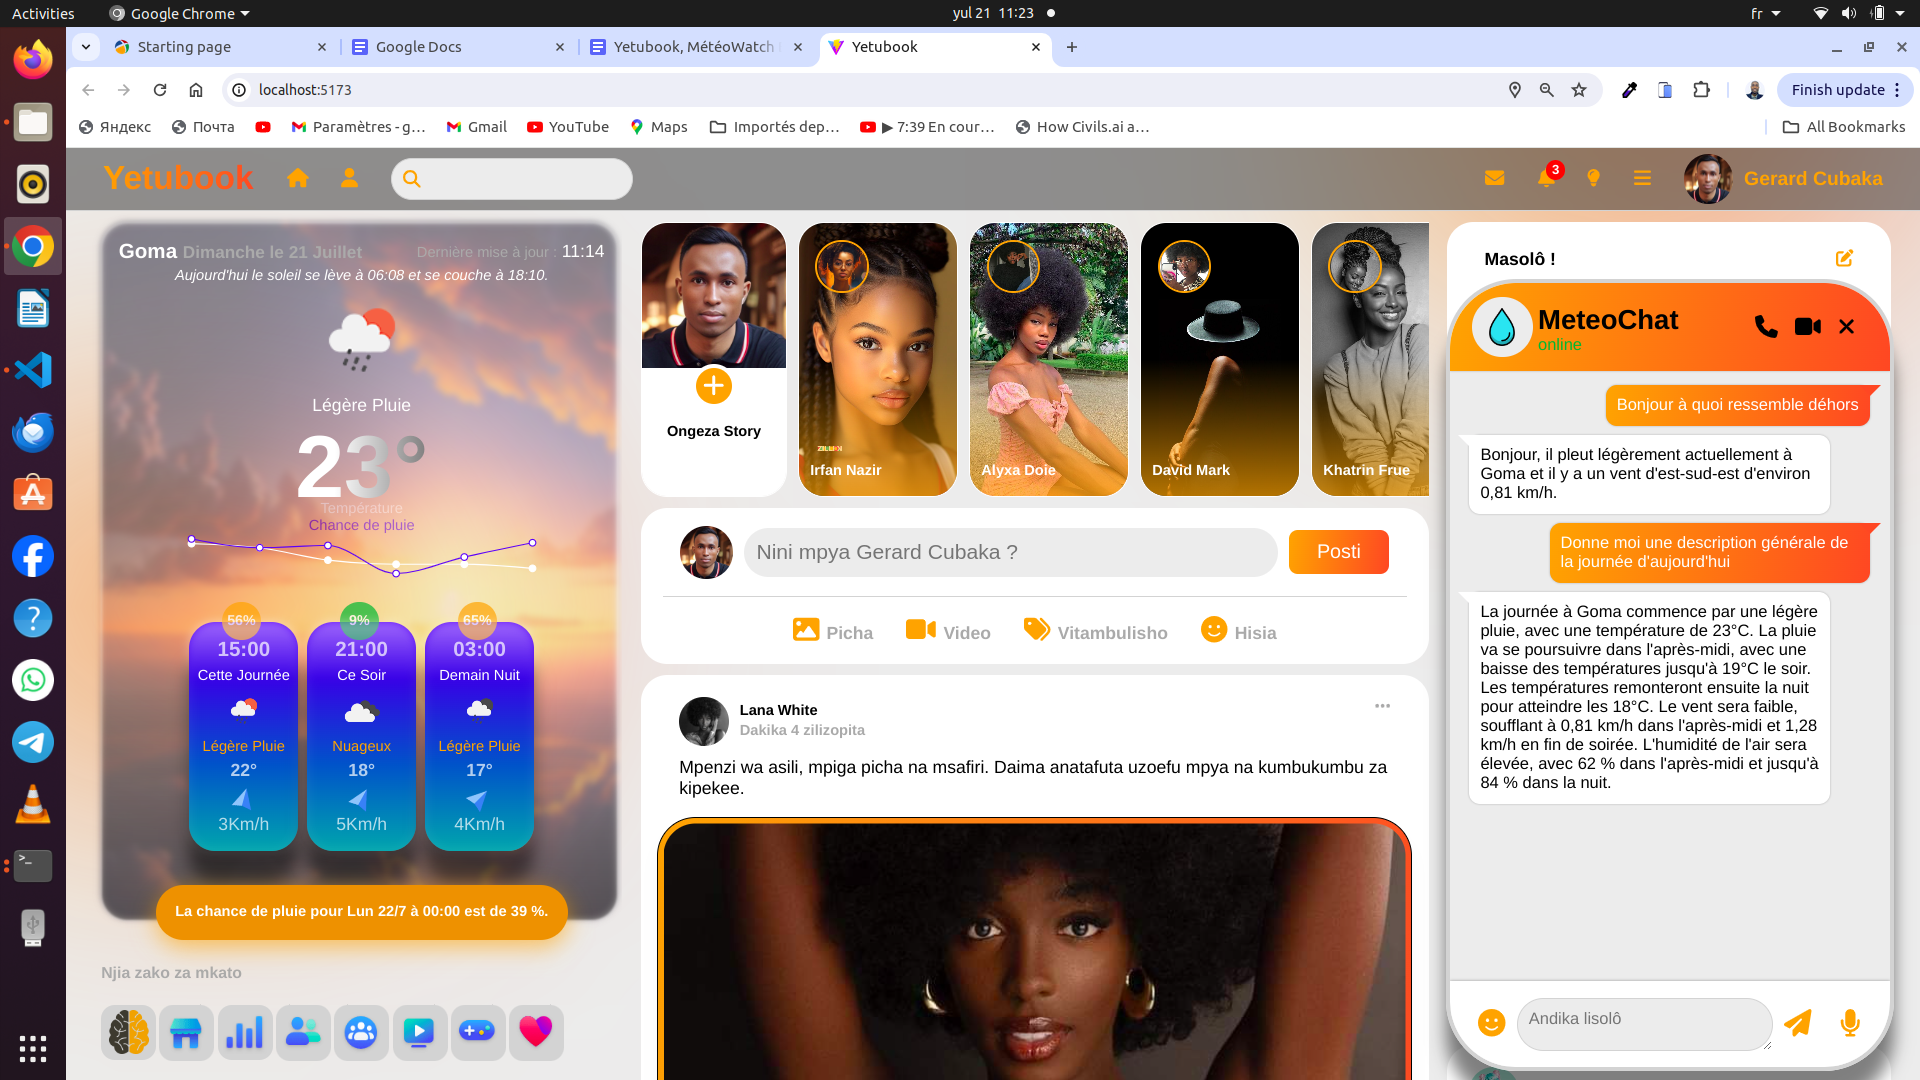 Activities
Google Chrome
yul 21 11:23
fr
Starting page
Google Docs
Yetubook, MétéoWatch
Yetubook
localhost:5173
Finish update
Яндекс
Почта
Paramètres - g...
Gmail
YouTube
Maps
Importés dep...
▶ 7:39 En cour...
How Civils.ai a...
All Bookmarks
Yetubook
3
Gerard Cubaka
Goma Dimanche le 21 Juillet
Dernière mise à jour : 11:14
Aujourd'hui le soleil se lève à 06:08 et se couche à 18:10.
Légère Pluie
23°
Température
Chance de pluie
56%
9%
65%
15:00
21:00
03:00
Cette Journée
Ce Soir
Demain Nuit
Légère Pluie
Nuageux
Légère Pluie
22°
18°
17°
3Km/h
5Km/h
4Km/h
La chance de pluie pour Lun 22/7 à 00:00 est de 39 %.
Njia zako za mkato
Ongeza Story
Irfan Nazir
Alyxa Doie
David Mark
Khatrin Frue
Nini mpya Gerard Cubaka ?
Posti
Picha
Video
Vitambulisho
Hisia
Lana White
Dakika 4 zilizopita
Mpenzi wa asili, mpiga picha na msafiri. Daima anatafuta uzoefu mpya na kumbukumbu za
kipekee.
Masolô !
MeteoChat
online
Bonjour à quoi ressemble déhors
Bonjour, il pleut légèrement actuellement à
Goma et il y a un vent d'est-sud-est d'environ
0,81 km/h.
Donne moi une description générale de
la journée d'aujourd'hui
La journée à Goma commence par une légère
pluie, avec une température de 23°C. La pluie
va se poursuivre dans l'après-midi, avec une
baisse des températures jusqu'à 19°C le soir.
Les températures remonteront ensuite la nuit
pour atteindre les 18°C. Le vent sera faible,
soufflant à 0,81 km/h dans l'après-midi et 1,28
km/h en fin de soirée. L'humidité de l'air sera
élevée, avec 62 % dans l'après-midi et jusqu'à
84 % dans la nuit.
Andika lisolô